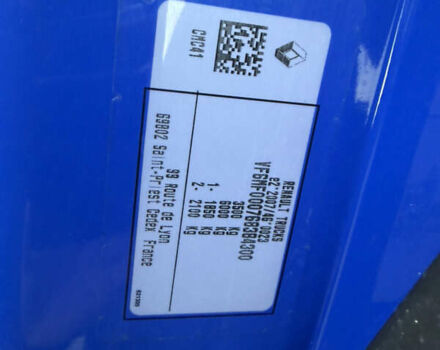 CMC41
RENAULT TRUCKS
e2*2007/46*0023
VF6MF000768384300
3500 kg
6000 kg
1- 1850 kg
2- 2100 kg
99 Route de Lyon
69802 Saint-Priest Cedex France